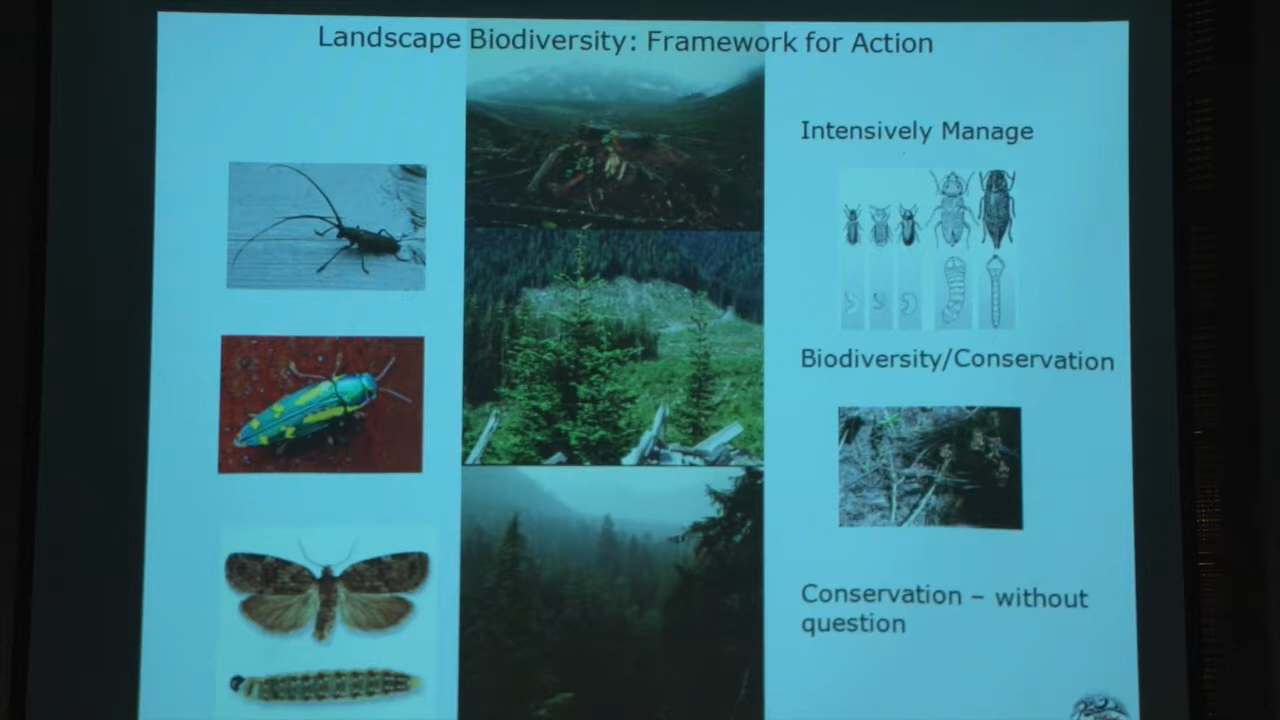 Landscape Biodiversity: Framework for Action
Intensively Manage
Biodiversity/Conservation
Conservation – without
question